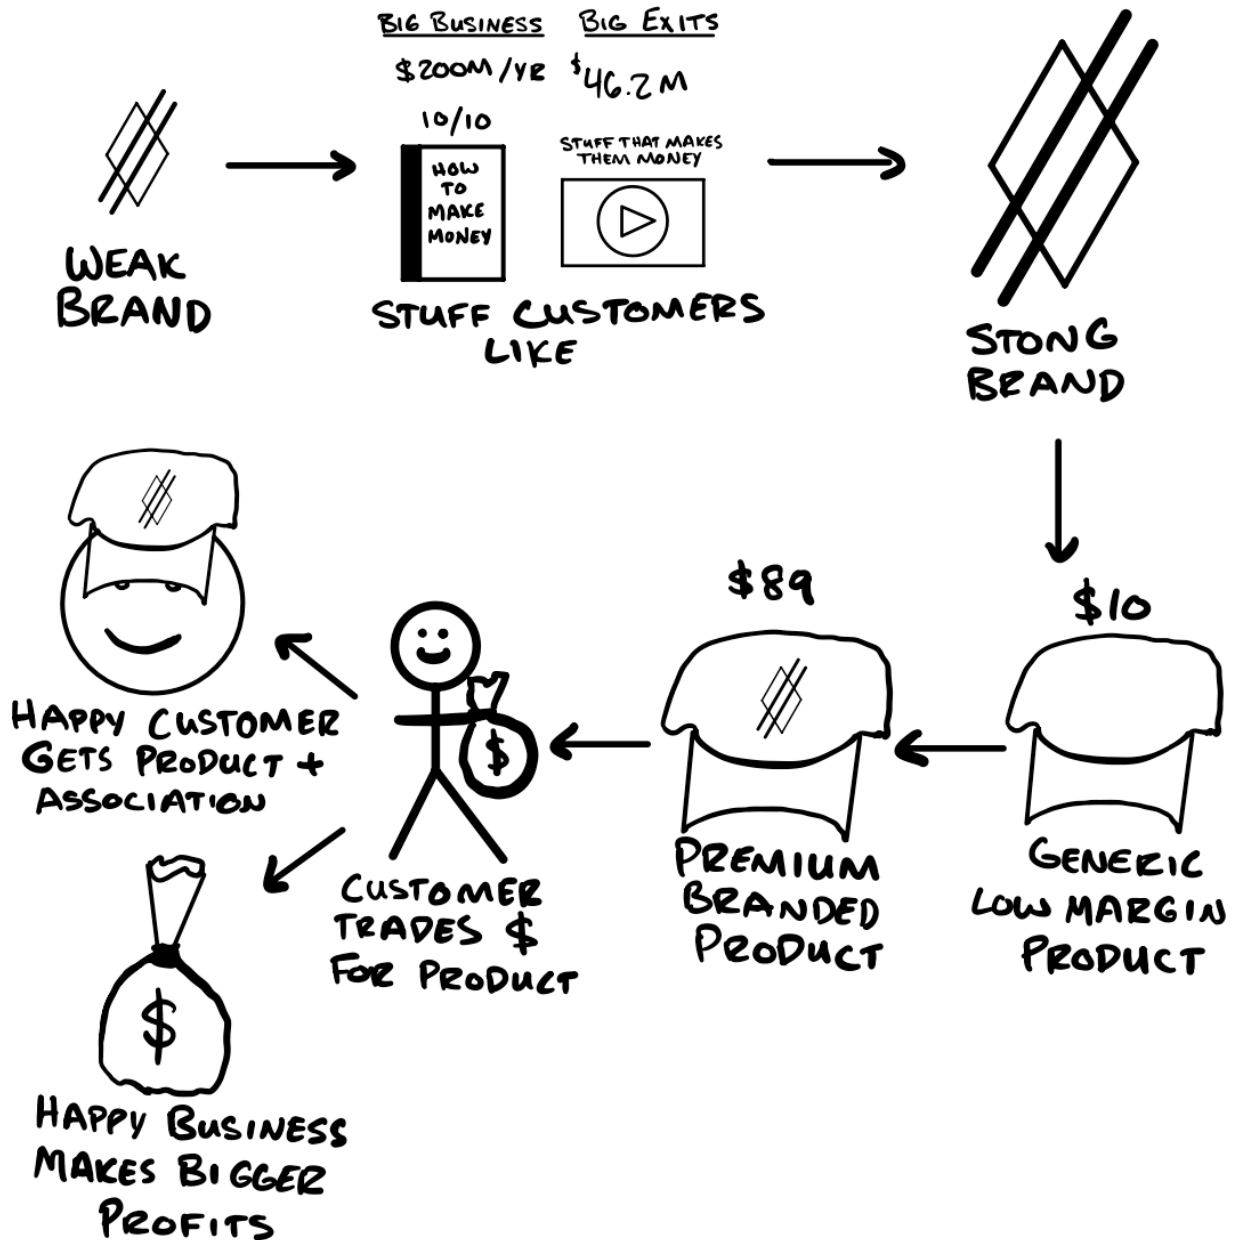 BIG BUSINESS
BIG EXITS
$200M/YR
$46.2M
10/10
HOW
TO
MAKE
MONEY
STUFF THAT MAKES
THEM MONEY
WEAK
BRAND
STUFF CUSTOMERS
LIKE
STONG
BRAND
$10
GENERIC
LOW MARGIN
PRODUCT
$89
PREMIUM
BRANDED
PRODUCT
$
CUSTOMER
TRADES $
FOR PRODUCT
HAPPY CUSTOMER
GETS PRODUCT +
ASSOCIATION
$
HAPPY BUSINESS
MAKES BIGGER
PROFITS